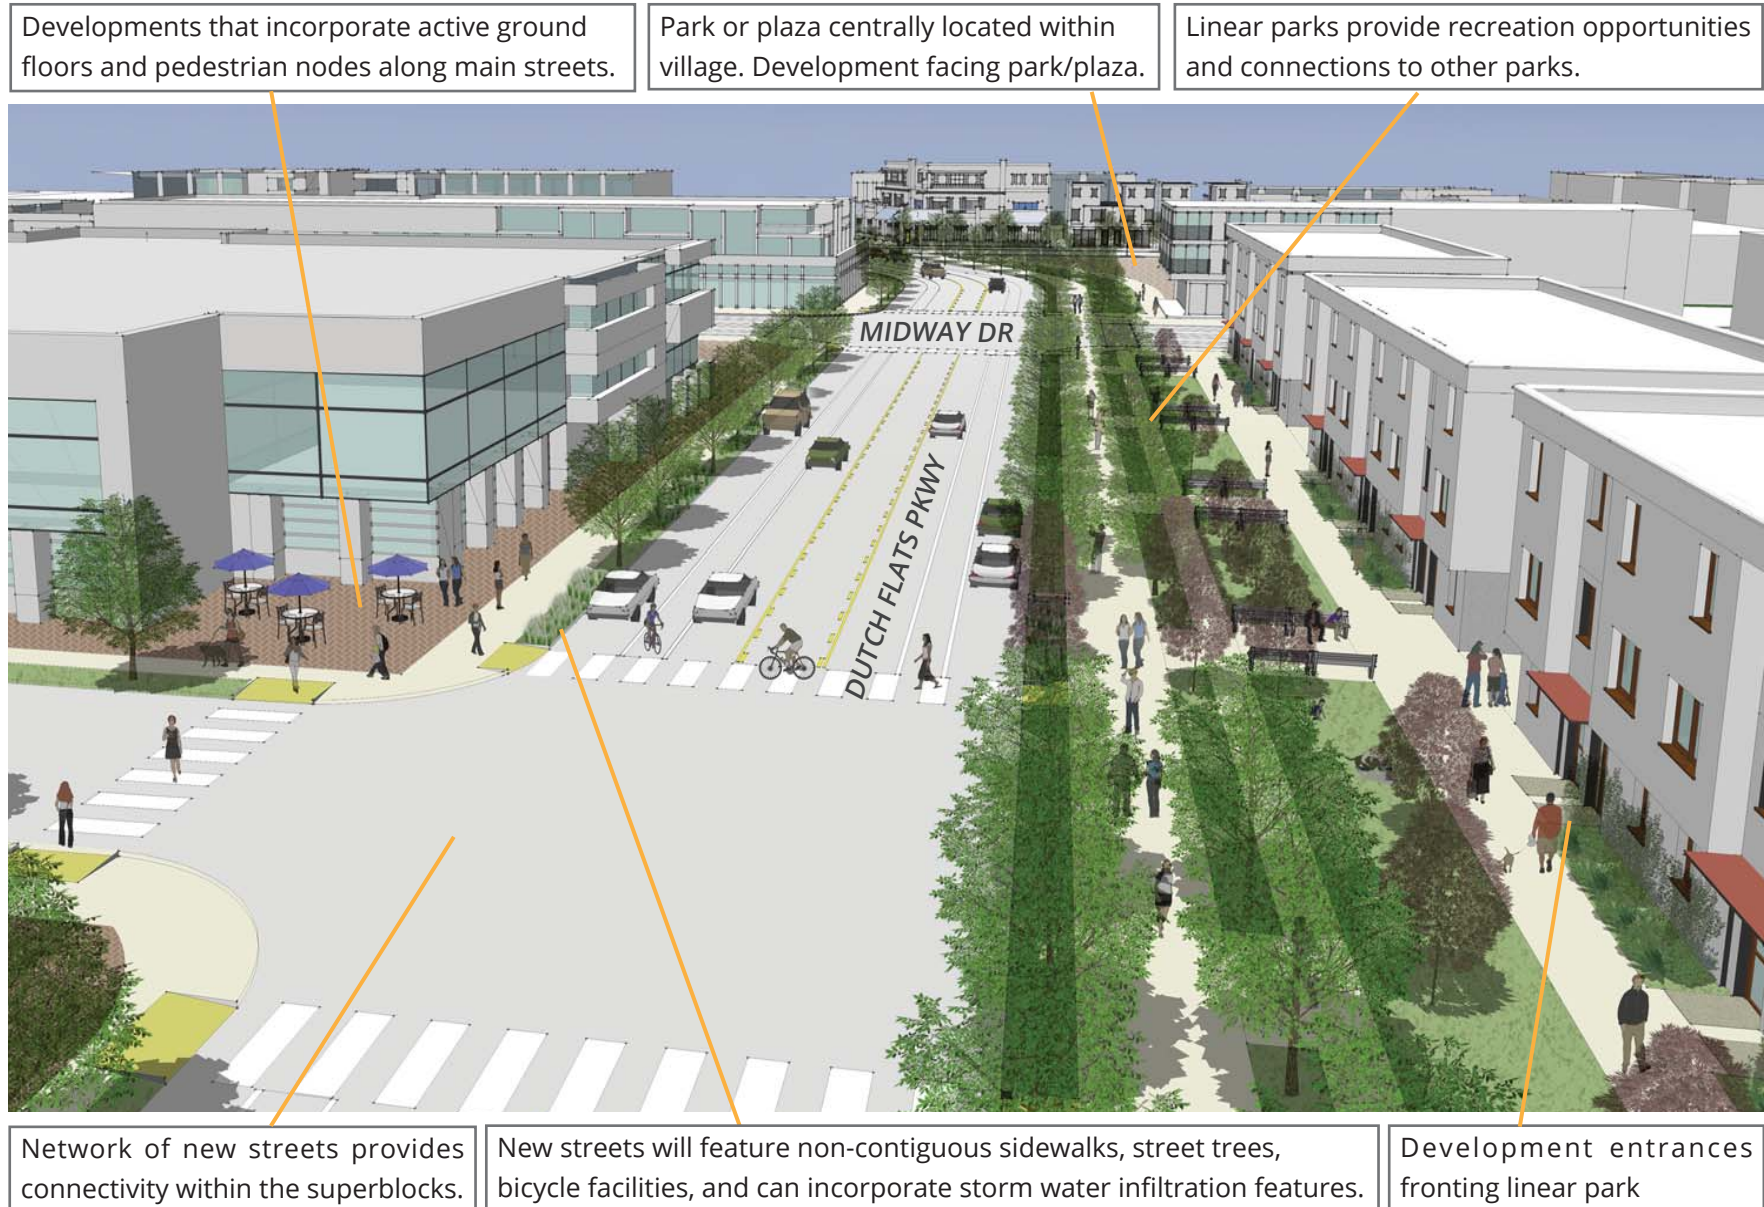 Developments that incorporate active ground
floors and pedestrian nodes along main streets.
Park or plaza centrally located within
village. Development facing park/plaza.
Linear parks provide recreation opportunities
and connections to other parks.
MIDWAY DR
DUTCH FLATS PKWY
Network of new streets provides
connectivity within the superblocks.
New streets will feature non-contiguous sidewalks, street trees,
bicycle facilities, and can incorporate storm water infiltration features.
Development entrances
fronting linear park